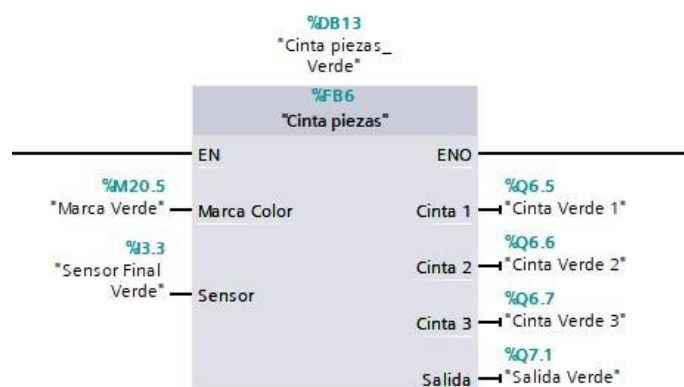 %DB13
"Cinta piezas_
Verde"
%FB6
"Cinta piezas"
EN
ENO
%M20.5
"Marca Verde"
Marca Color
%Q6.5
Cinta 1
"Cinta Verde 1"
%I3.3
"Sensor Final
Verde"
Sensor
%Q6.6
Cinta 2
"Cinta Verde 2"
%Q6.7
Cinta 3
"Cinta Verde 3"
%Q7.1
Salida
"Salida Verde"